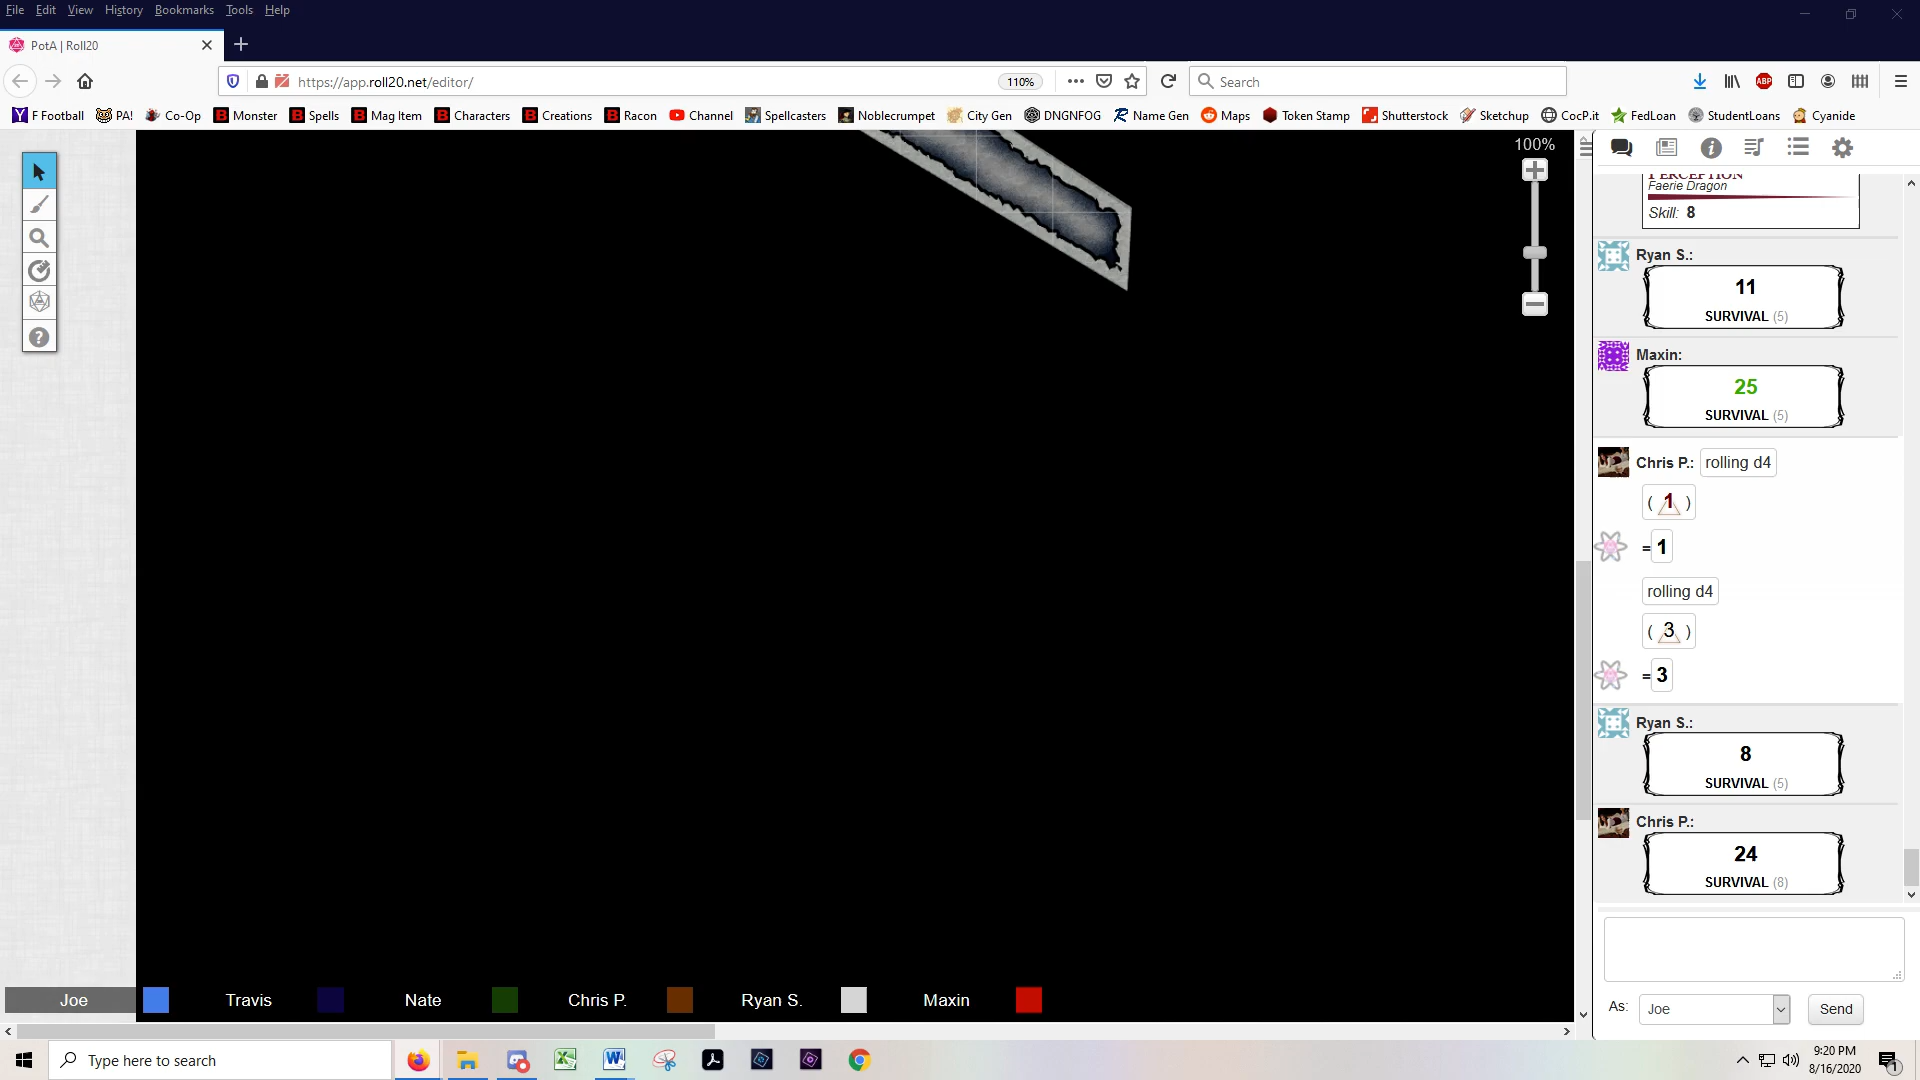 File Edit View History Bookmarks Tools Help
PotA | Roll20
https://app.roll20.net/editor/
110%
Search
F Football PA! Co-Op Monster Spells Mag Item Characters Creations Racon Channel Spellcasters Noblecrumpet City Gen DNGNFOG Name Gen Maps Token Stamp Shutterstock Sketchup CocP.it FedLoan StudentLoans Cyanide
100%
PERCEPTION
Faerie Dragon
Skill: 8
Ryan S.:
11
SURVIVAL (5)
Maxin:
25
SURVIVAL (5)
Chris P.: rolling d4
( 1 )
= 1
rolling d4
( 3 )
= 3
Ryan S.:
8
SURVIVAL (5)
Chris P.:
24
SURVIVAL (8)
Joe Travis Nate Chris P. Ryan S. Maxin
As: Joe Send
Type here to search
9:20 PM
8/16/2020
1
ABP